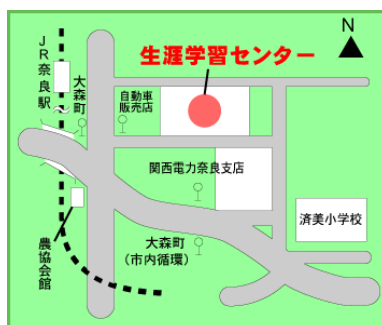 N
生涯学習センター
JR奈良駅
大森町
自動車
販売店
関西電力奈良支店
済美小学校
農協会館
大森町
(市内循環)